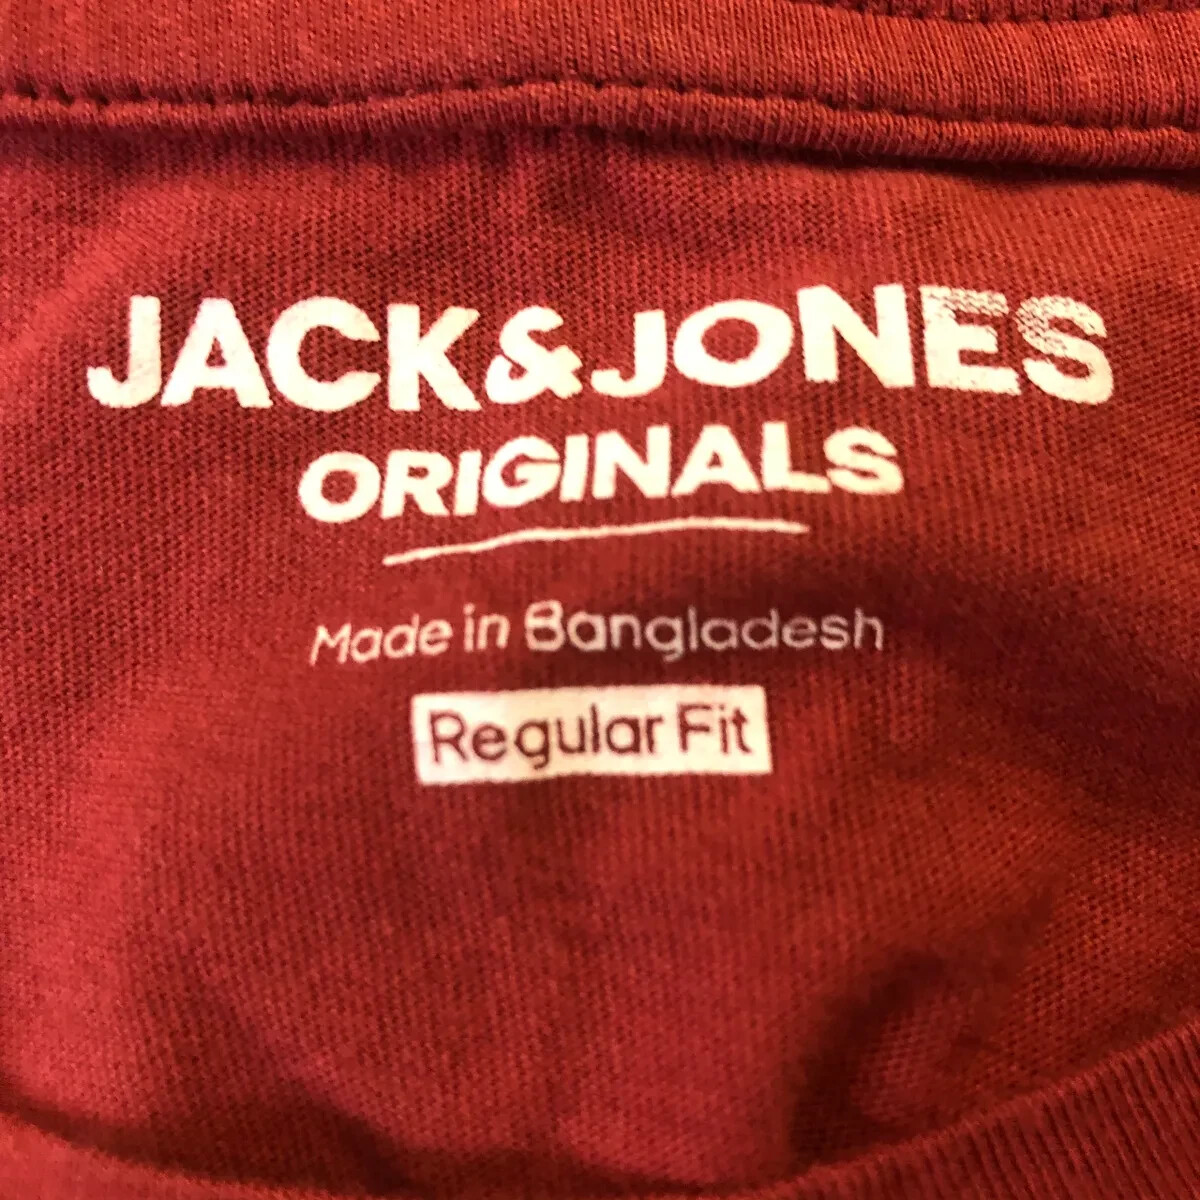 JACK&JONES
ORIGINALS
Made in Bangladesh
Regular Fit